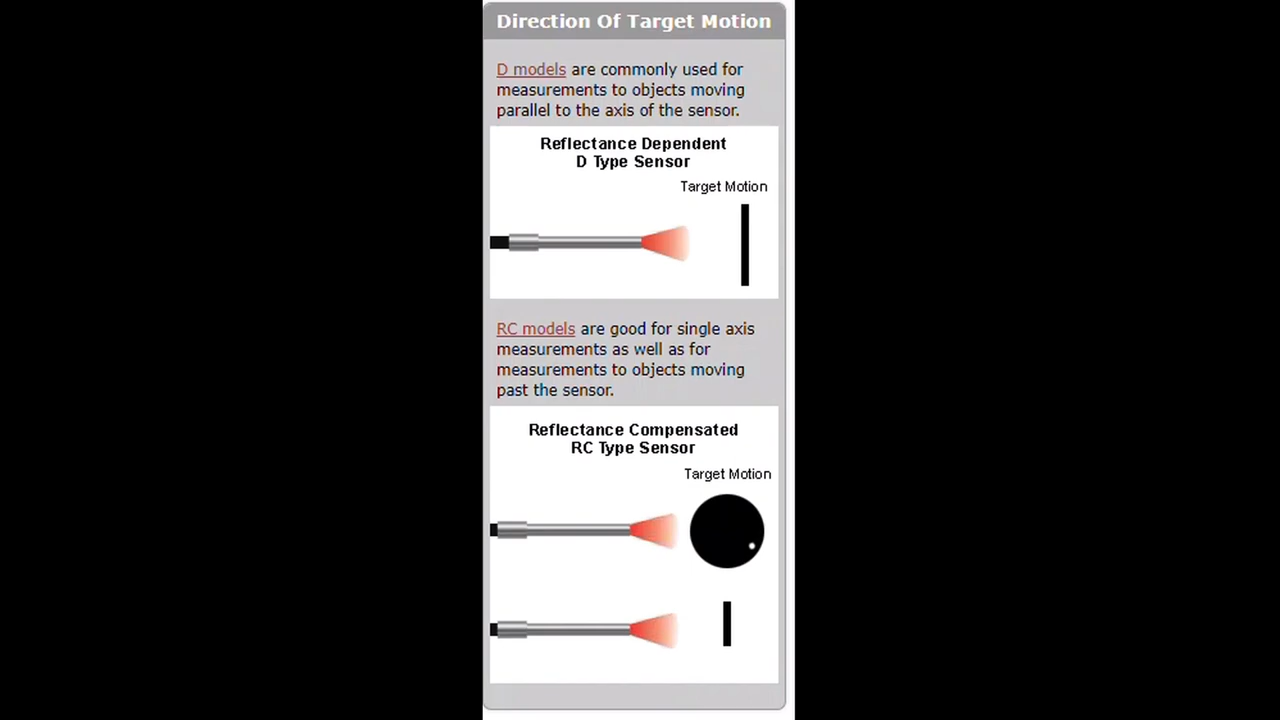 Direction Of Target Motion
D models are commonly used for
measurements to objects moving
parallel to the axis of the sensor.
Reflectance Dependent
D Type Sensor
Target Motion
RC models are good for single axis
measurements as well as for
measurements to objects moving
past the sensor.
Reflectance Compensated
RC Type Sensor
Target Motion